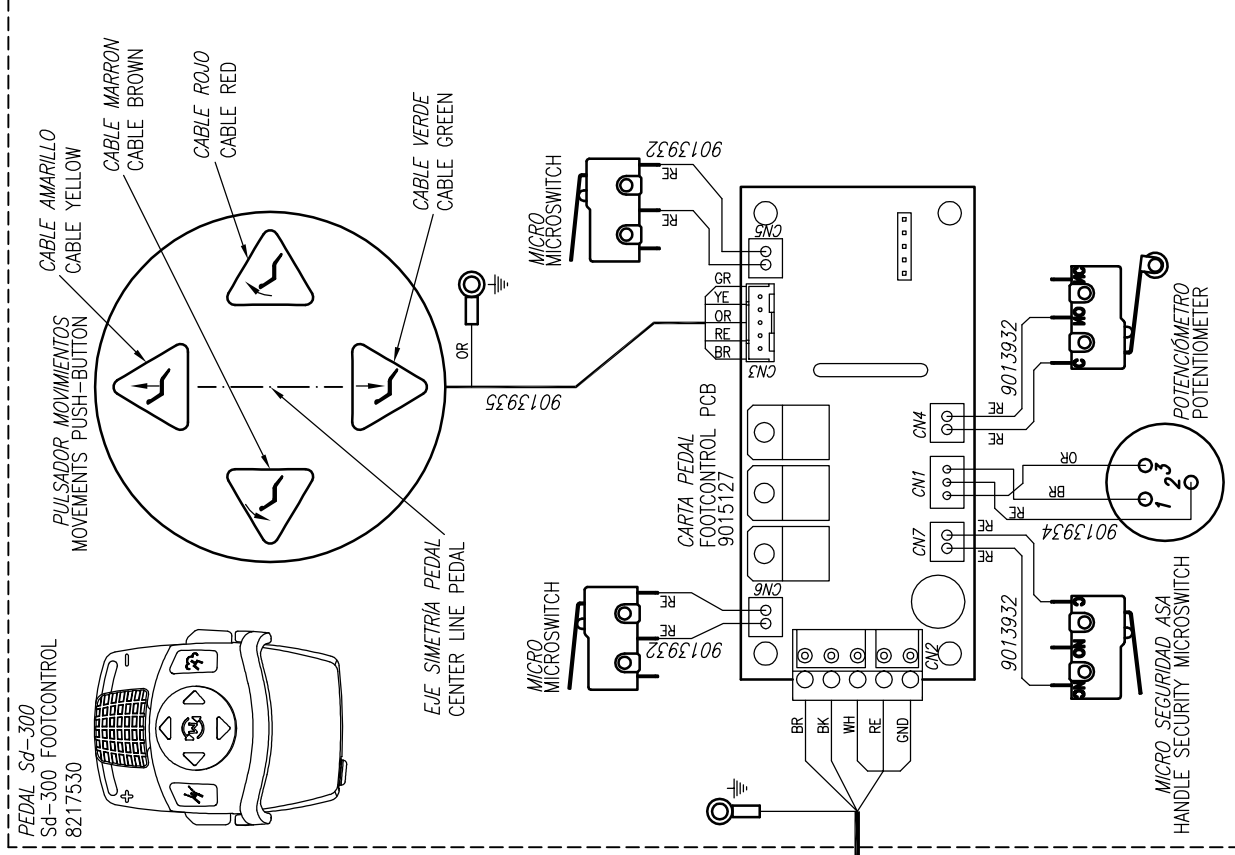 PEDAL Sd-300
Sd-300 FOOTCONTROL
8217530
PULSADOR MOVIMIENTOS
MOVEMENTS PUSH-BUTTON
CABLE AMARILLO
CABLE YELLOW
CABLE MARRON
CABLE BROWN
CABLE ROJO
CABLE RED
CABLE VERDE
CABLE GREEN
EJE SIMETRÍA PEDAL
CENTER LINE PEDAL
OR
9013935
MICRO
MICROSWITCH
RE
RE
9013932
MICRO
MICROSWITCH
RE
RE
9013932
CARTA PEDAL
FOOTCONTROL PCB
9015127
CN6
CN3
CN5
BR
RE
OR
YE
GR
CN2
CN7
CN1
CN4
BR
BK
WH
RE
GND
RE
RE
9013932
NC
NO
C
MICRO SEGURIDAD ASA
HANDLE SECURITY MICROSWITCH
RE
BR
OR
9013934
1
2
3
POTENCIÓMETRO
POTENTIOMETER
RE
RE
9013932
C
NO
NC
+
-